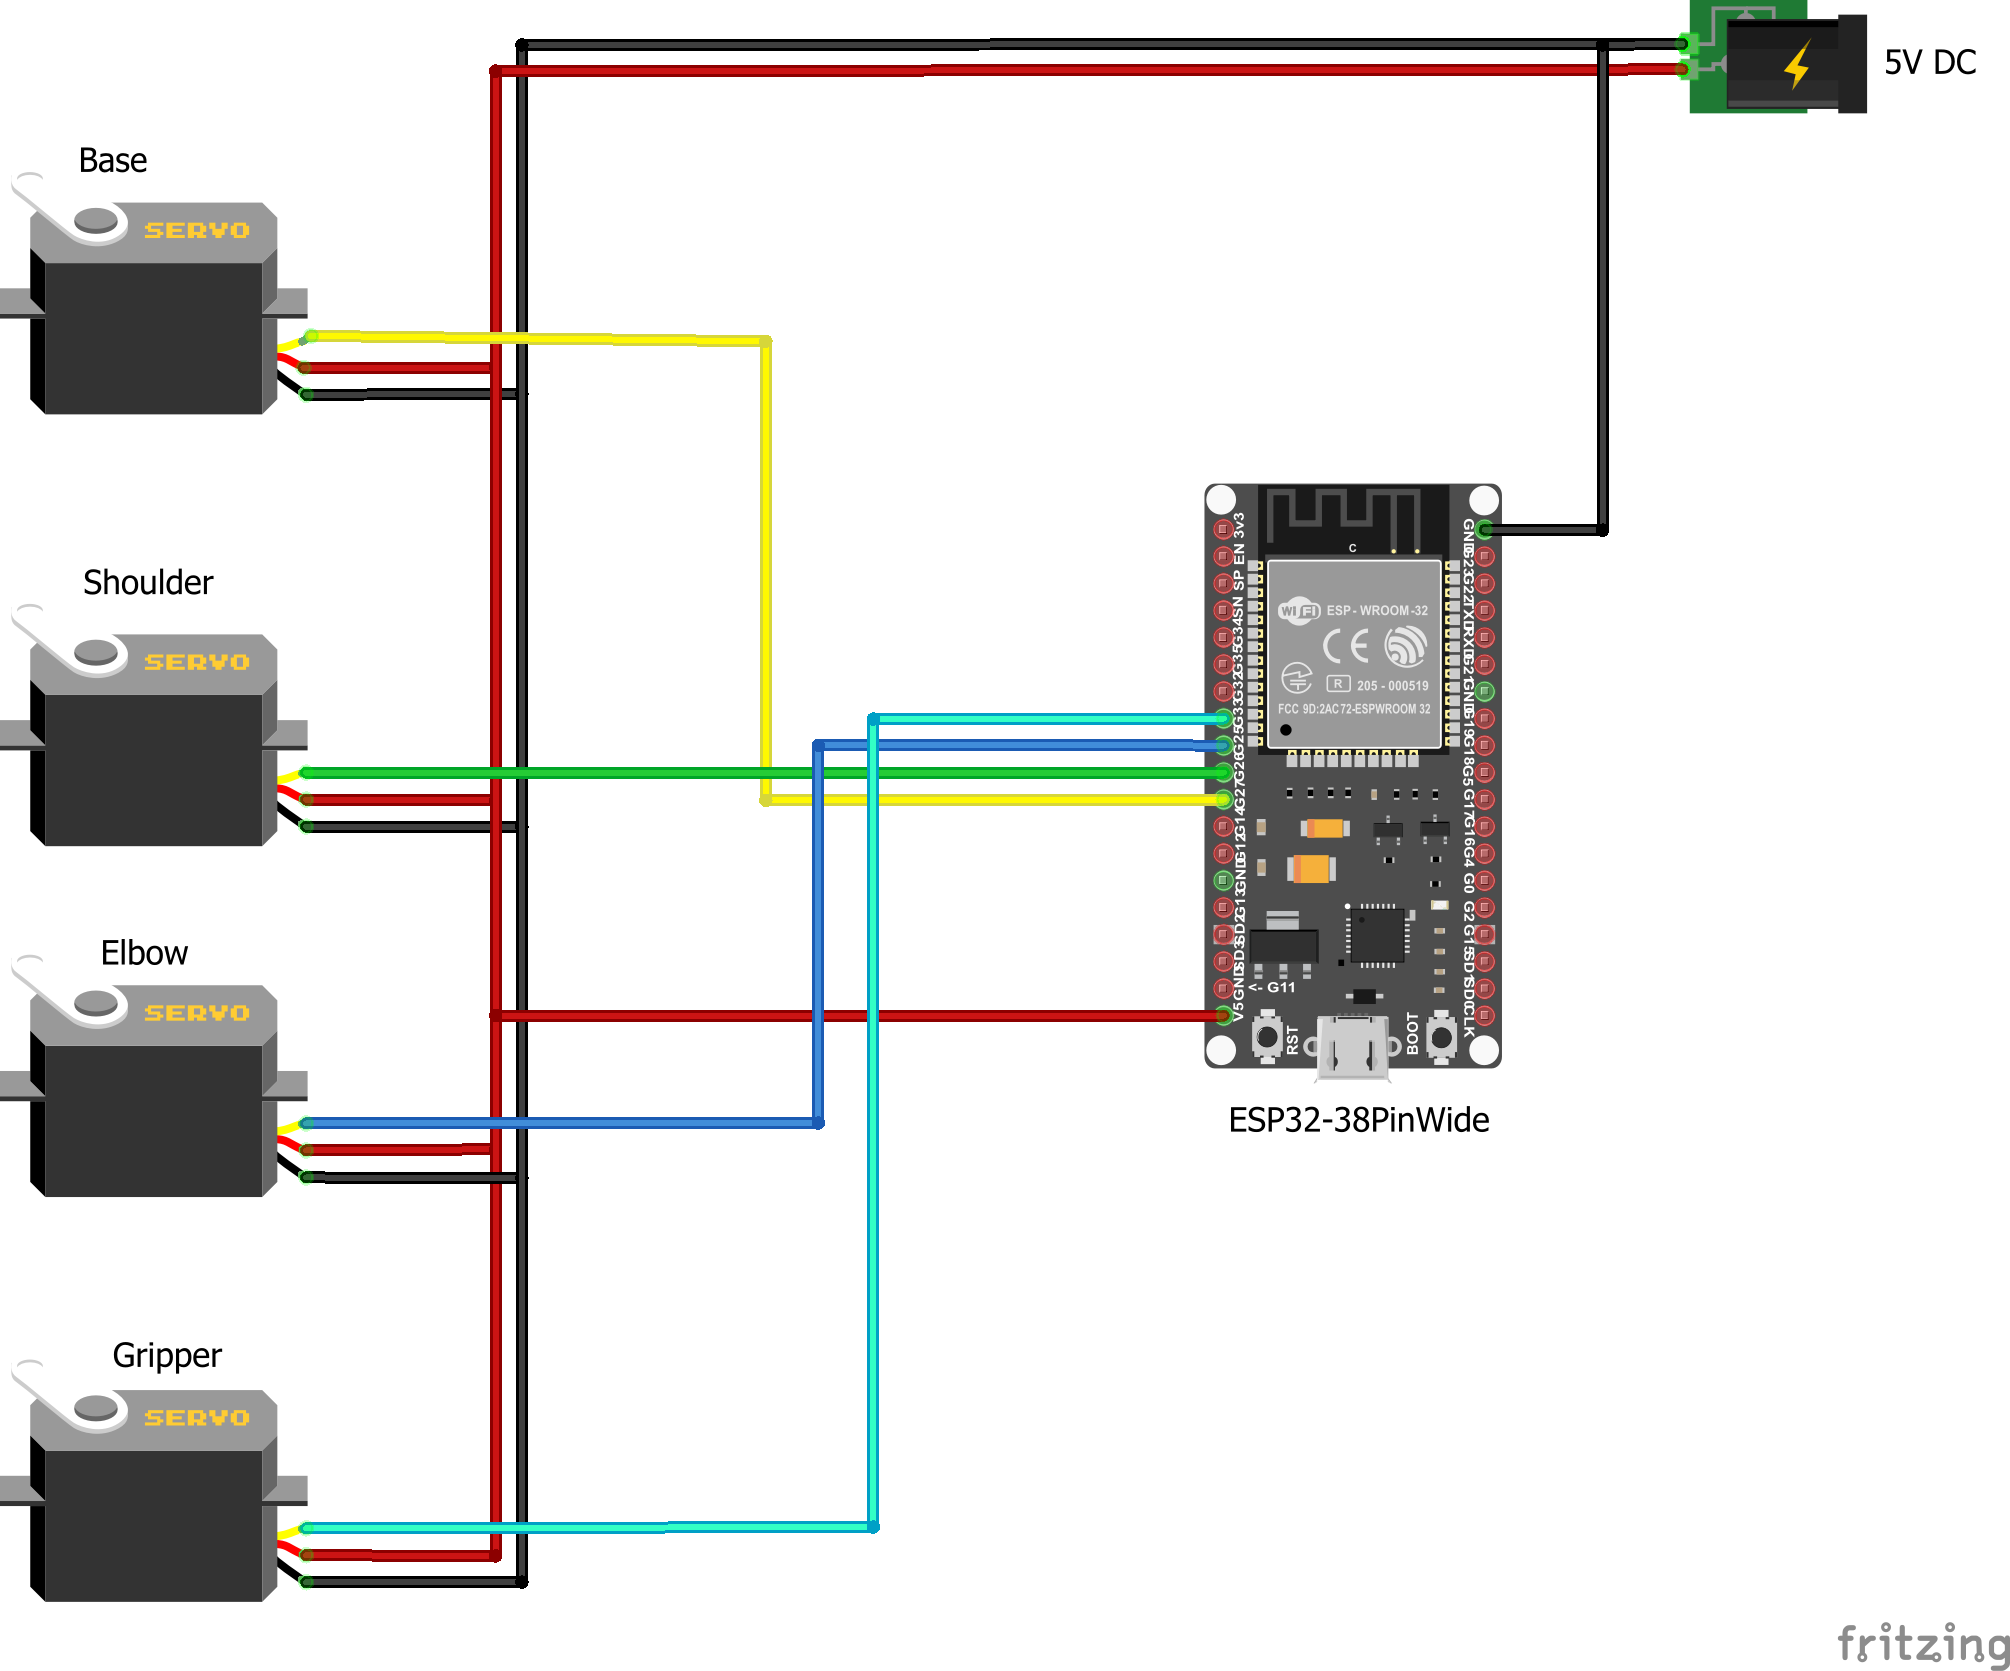 5V DC
Base
SERVO
Shoulder
SERVO
Elbow
SERVO
Gripper
SERVO
3v3
EN
SP
SN
G34
G35
G32
G33
G25
G26
G27
G14
G12
GND
G13
SD2
SD3
GND
V5
C
WiFi
ESP-WROOM-32
CE
R
205-000519
FCC 9D:2AC72-ESPWROOM 32
<- G11
RST
BOOT
GND
G23
G22
TX
RX
G21
GND
G19
G18
G5
G17
G16
G4
G0
G2
G15
SD1
SD0
CLK
ESP32-38PinWide
fritzing